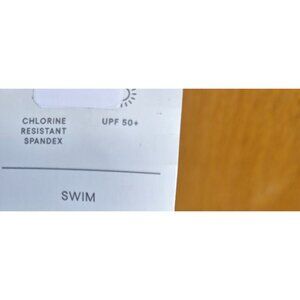 CHLORINE
RESISTANT
SPANDEX
UPF 50+
SWIM